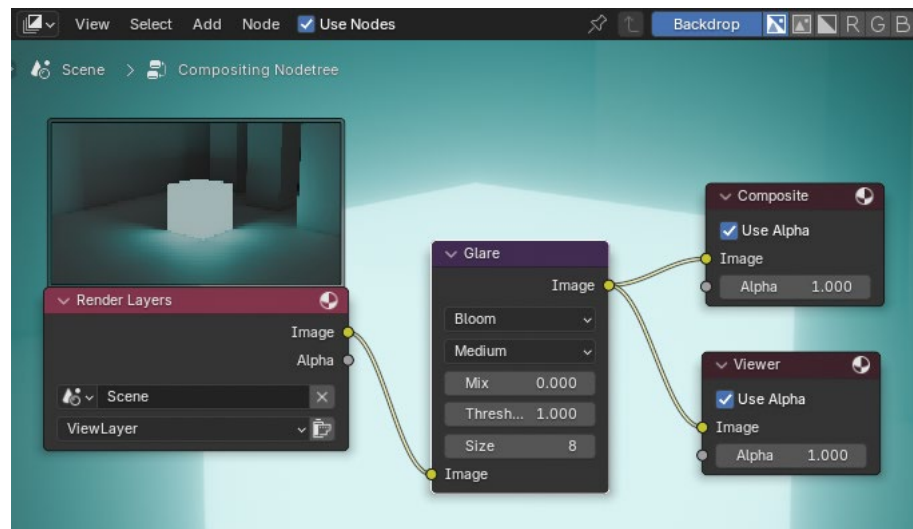 View Select Add Node Use Nodes Backdrop R G B
Scene > Compositing Nodetree
Render Layers
Image
Alpha
Scene
ViewLayer
Glare
Image
Bloom
Medium
Mix 0.000
Thresh... 1.000
Size 8
Image
Composite
Use Alpha
Image
Alpha 1.000
Viewer
Use Alpha
Image
Alpha 1.000